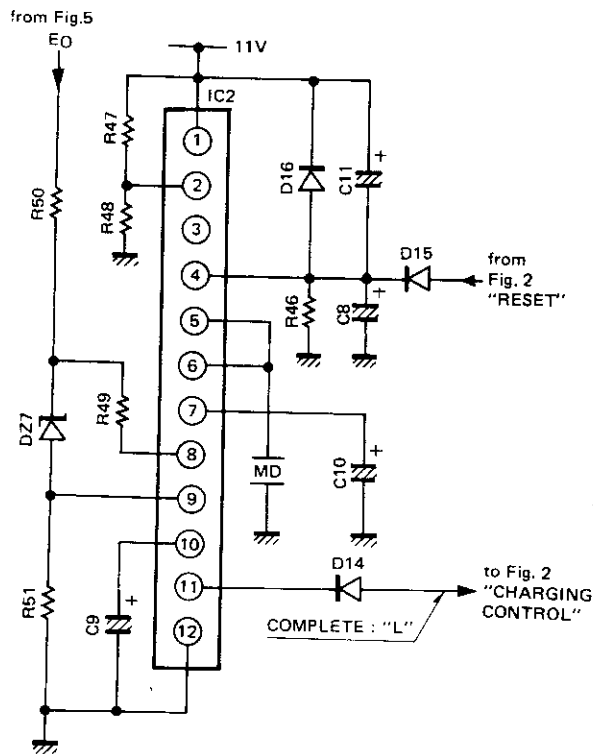 from Fig.5
EO
11V
IC2
R47
R48
R50
R49
DZ7
R51
C9
1
2
3
4
5
6
7
8
9
10
11
12
D16
C11
+
D15
from
Fig. 2
"RESET"
R46
C8
+
MD
C10
+
D14
+
COMPLETE : "L"
to Fig. 2
"CHARGING
CONTROL"